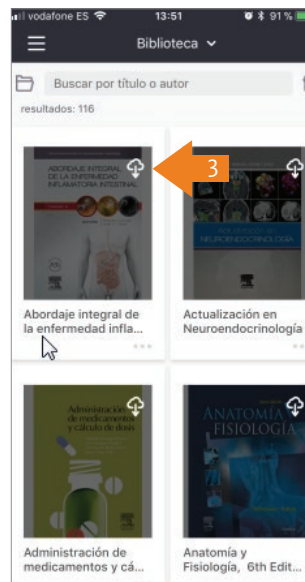 vodafone ES 13:51 91 %
Biblioteca
Buscar por título o autor
resultados: 116
ABORDAJE INTEGRAL
DE LA ENFERMEDAD
INFLAMATORIA INTESTINAL
3
Actualización en
NEUROENDOCRINOLOGÍA
Abordaje integral de
la enfermedad infla...
Actualización en
Neuroendocrinología
Administración
de medicamentos
y cálculo de dosis
ANATOMÍA
FISIOLOGÍA
Administración de
medicamentos y cá...
Anatomía y
Fisiología, 6th Edit...